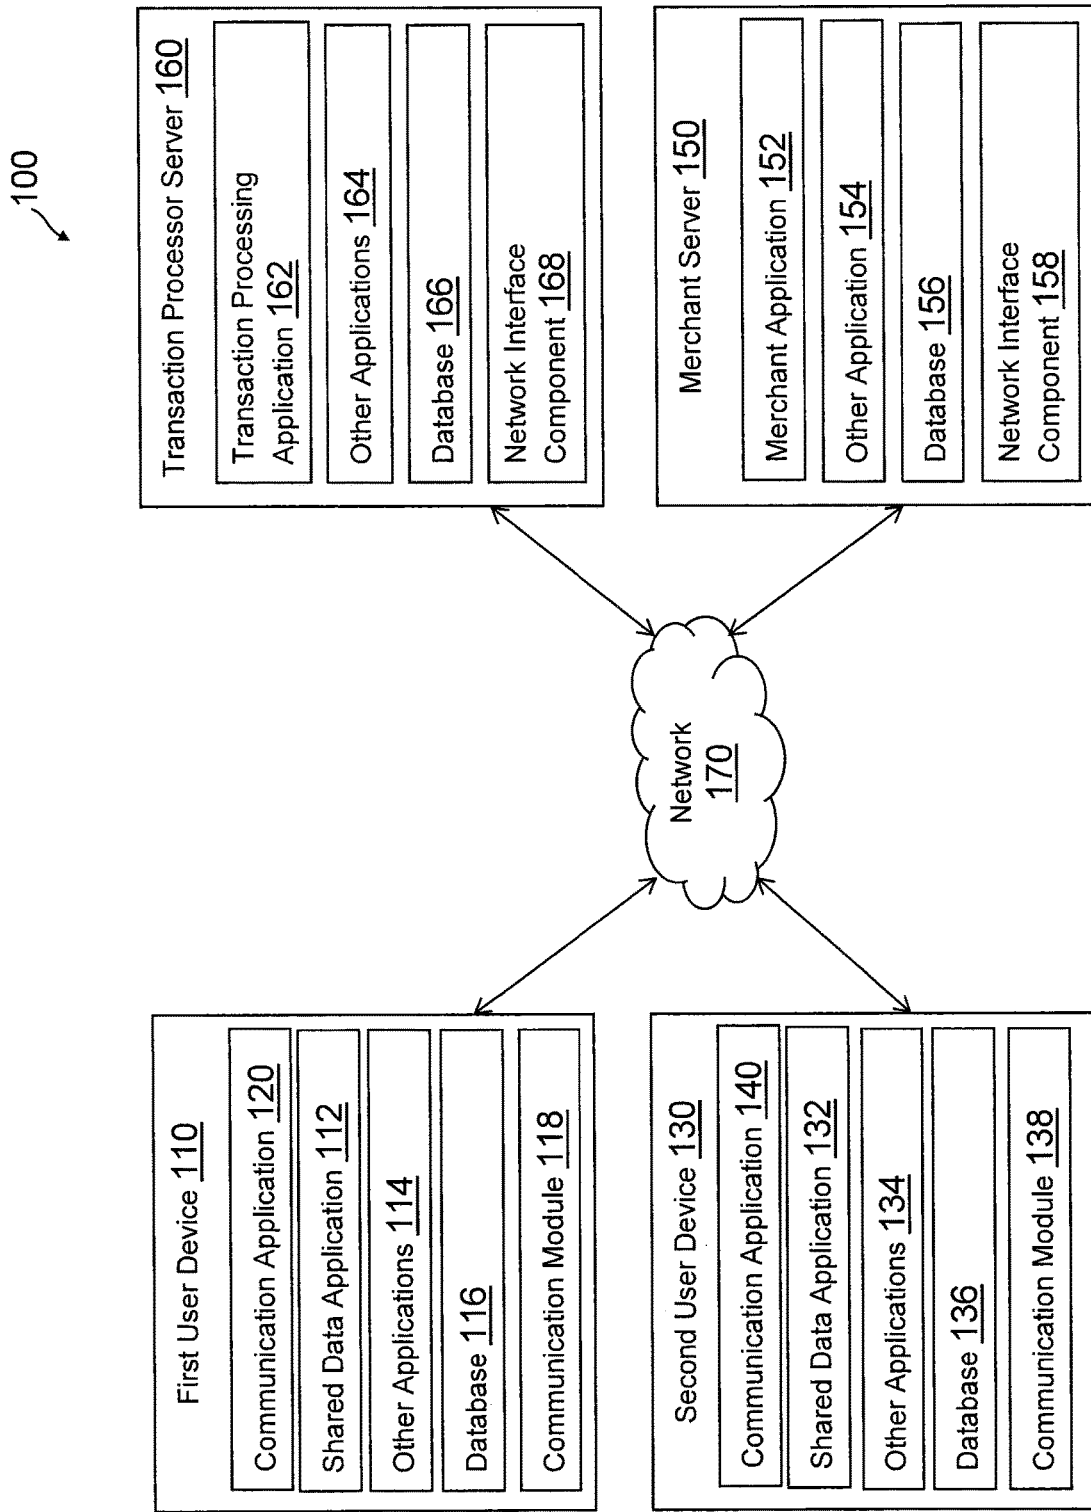 100
First User Device 110
Communication Application 120
Shared Data Application 112
Other Applications 114
Database 116
Communication Module 118
Transaction Processor Server 160
Transaction Processing
Application 162
Other Applications 164
Database 166
Network Interface
Component 168
Network
170
Second User Device 130
Communication Application 140
Shared Data Application 132
Other Applications 134
Database 136
Communication Module 138
Merchant Server 150
Merchant Application 152
Other Application 154
Database 156
Network Interface
Component 158